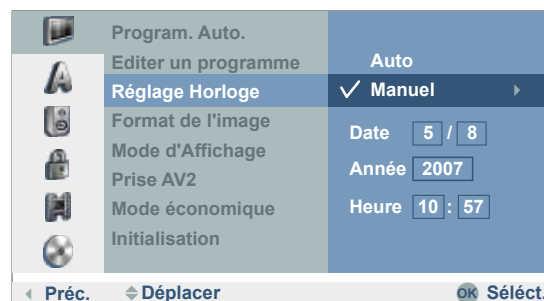 Program. Auto.
Editer un programme
Réglage Horloge
Format de l'image
Mode d'Affichage
Prise AV2
Mode économique
Initialisation
Auto
Manuel
Date 5 / 8
Année 2007
Heure 10 : 57
Préc. Déplacer OK Séléct.